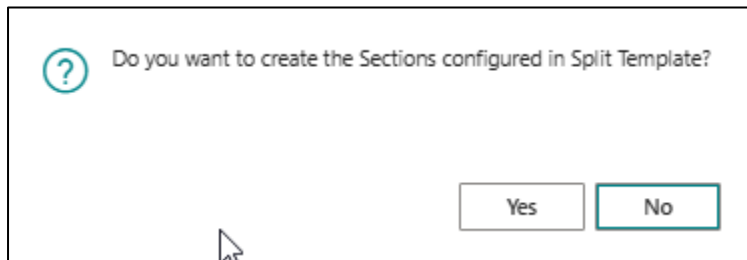 Do you want to create the Sections configured in Split Template?
Yes No